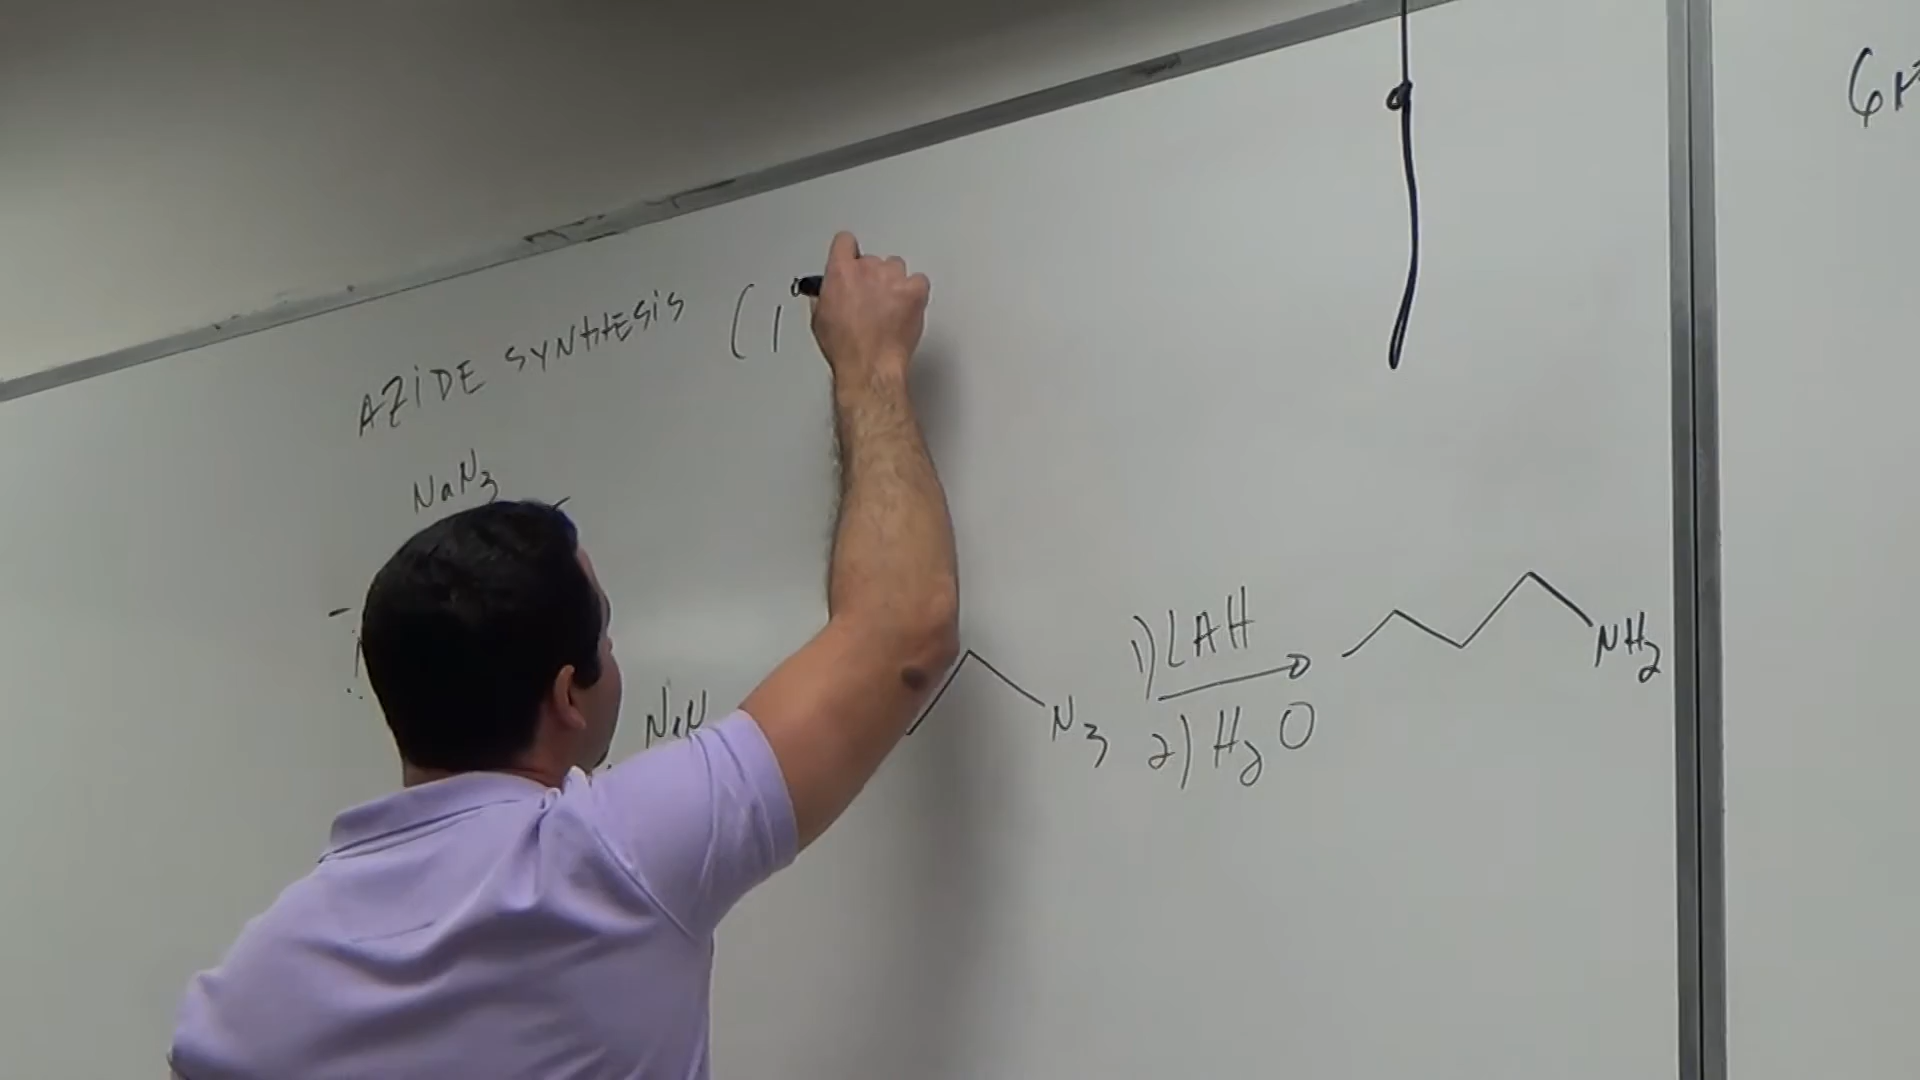 AZIDE SYNTHESIS (1°
NaN3
N3
1) LAH
2) H2O
NH2